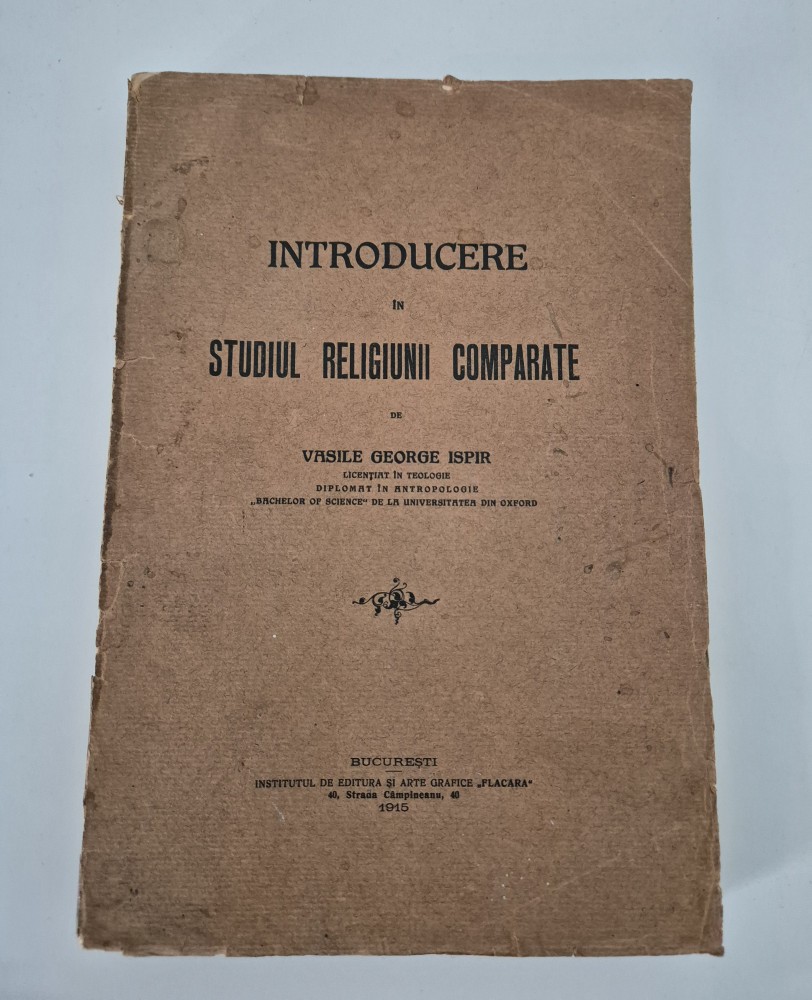 INTRODUCERE
ÎN
STUDIUL RELIGIUNII COMPARATE
DE
VASILE GEORGE ISPIR
LICENȚIAT ÎN TEOLOGIE
DIPLOMAT ÎN ANTROPOLOGIE
„BACHELOR OF SCIENCE" DE LA UNIVERSITATEA DIN OXFORD
BUCUREȘTI
INSTITUTUL DE EDITURA ȘI ARTE GRAFICE „FLACARA"
40, Strada Câmpineanu, 40
1915